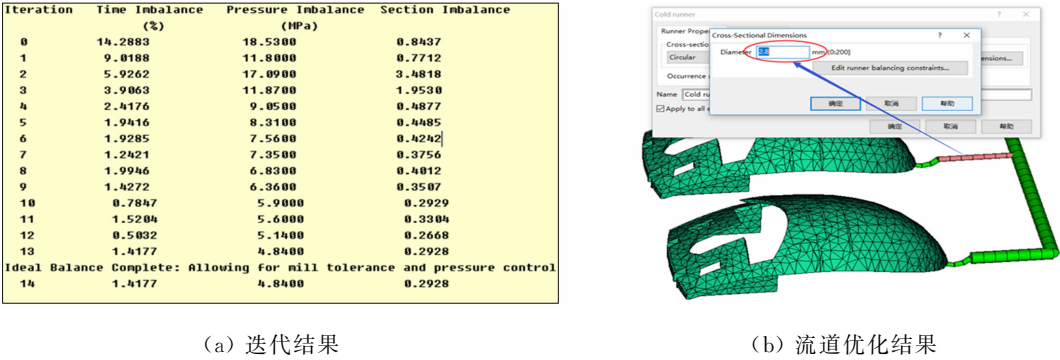 Iteration Time Imbalance Pressure Imbalance Section Imbalance
(%) (MPa)
0 14.2883 18.5300 0.8437
1 9.0188 11.8000 0.7712
2 5.9262 17.0900 3.4818
3 3.9063 11.8700 1.9530
4 2.4176 9.0500 0.4877
5 1.9416 8.3100 0.4485
6 1.9285 7.5600 0.4242
7 1.2421 7.3500 0.3756
8 1.9946 6.8300 0.4012
9 1.4272 6.3600 0.3507
10 0.7847 5.9000 0.2929
11 1.5204 5.6000 0.3304
12 0.5032 5.1400 0.2668
13 1.4177 4.8400 0.2928
Ideal Balance Complete: Allowing for mill tolerance and pressure control
14 1.4177 4.8400 0.2928
(a) 迭代结果
Cold runner ? ×
Runner Proper
Cross-sectio
Circular
ensions...
Occurrence
Name Cold ru
Apply to all e
确定 取消 帮助
Cross-Sectional Dimensions ? ×
Diameter 2.8 mm (0:200]
Edit runner balancing constraints...
确定 取消 帮助
(b) 流道优化结果